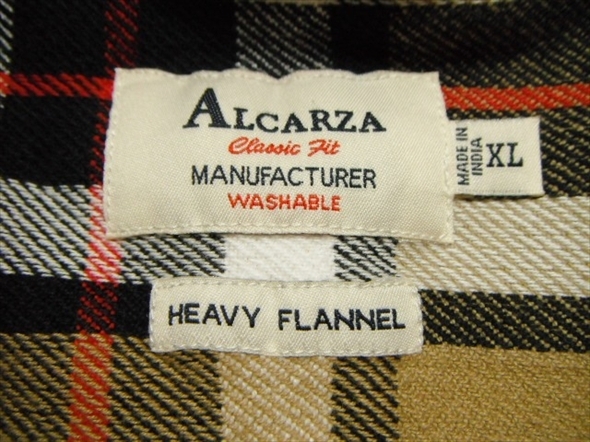 ALCARZA
Classic Fit
MANUFACTURER
WASHABLE
MADE IN
INDIA
XL
HEAVY FLANNEL